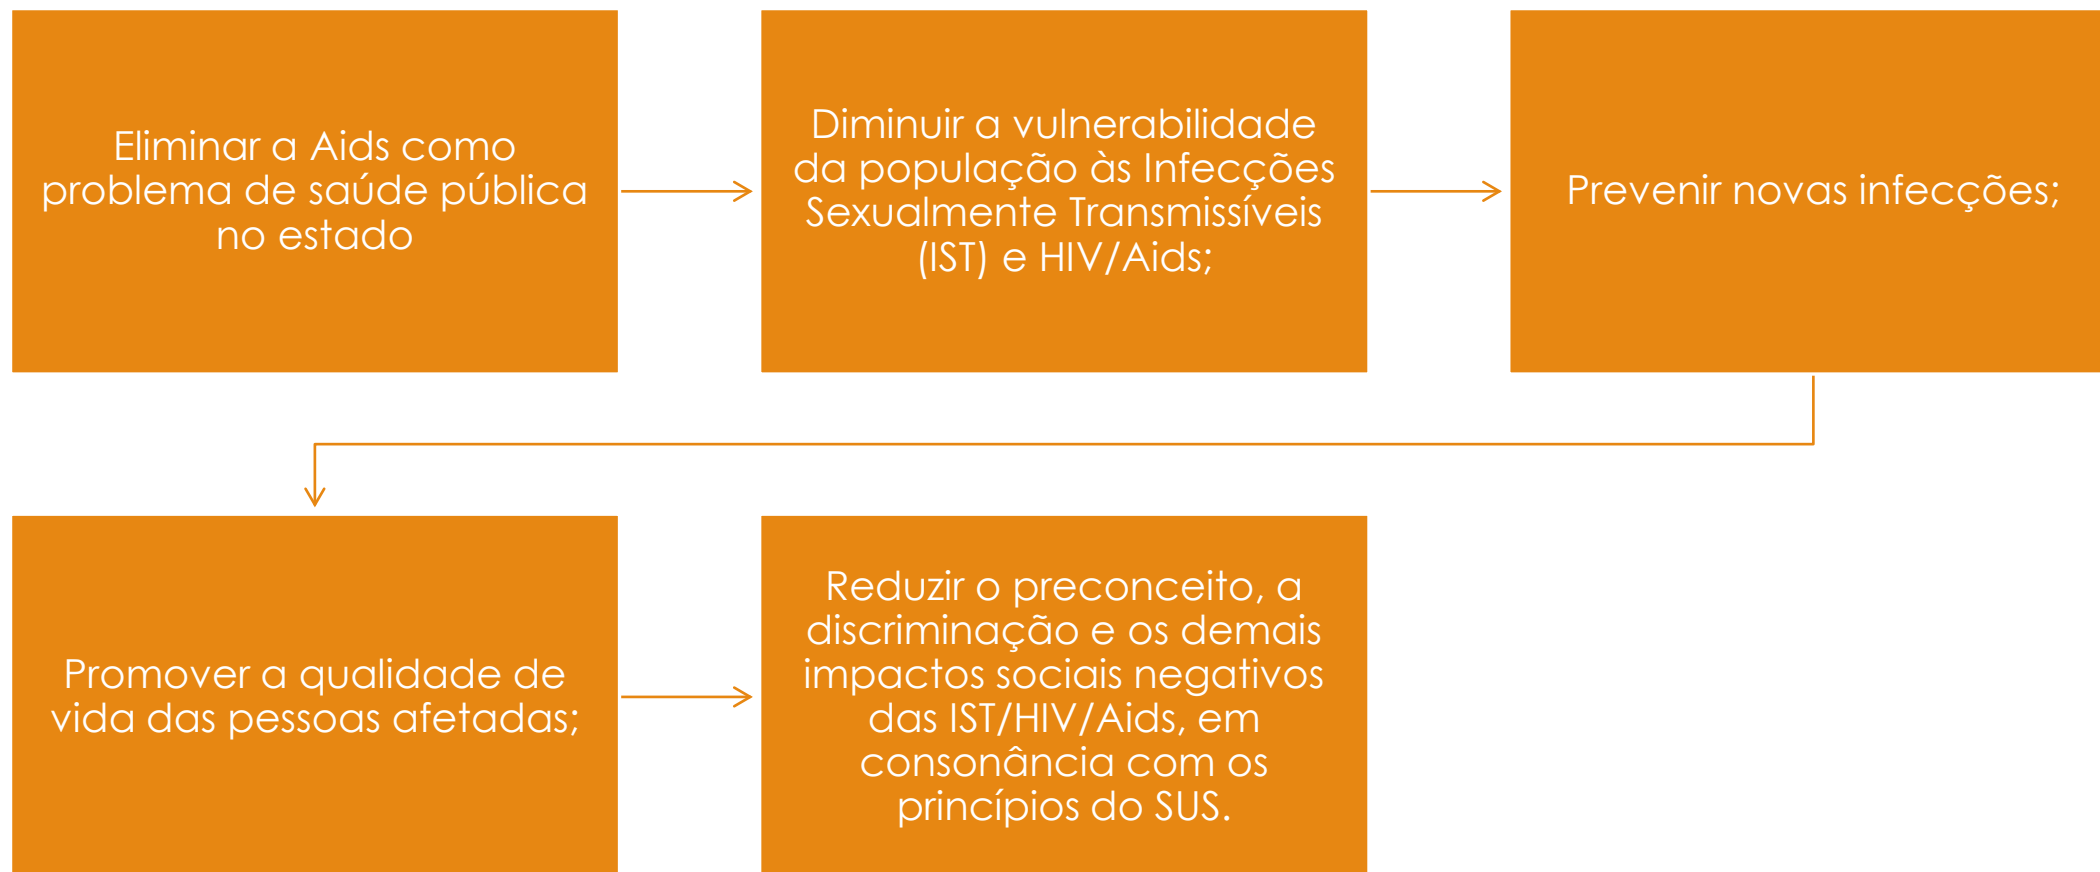 Eliminar a Aids como
problema de saúde pública
no estado
Diminuir a vulnerabilidade
da população às Infecções
Sexualmente Transmissíveis
(IST) e HIV/Aids;
Prevenir novas infecções;
Promover a qualidade de
vida das pessoas afetadas;
Reduzir o preconceito, a
discriminação e os demais
impactos sociais negativos
das IST/HIV/Aids, em
consonância com os
princípios do SUS.